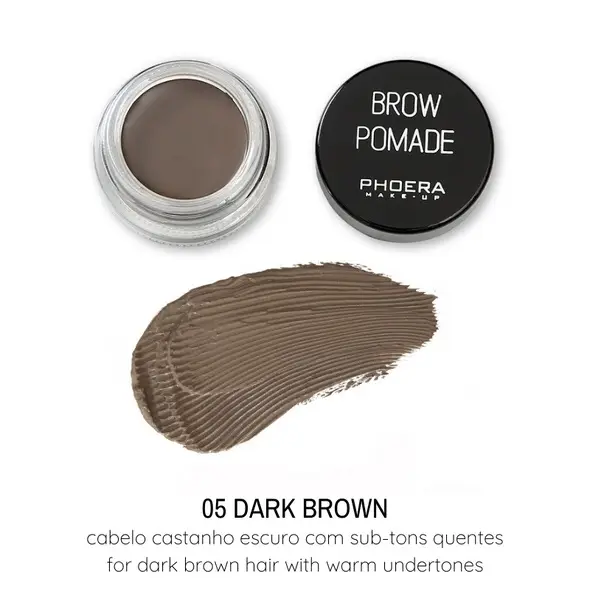 BROW
POMADE
PHOERA
MAKE-UP
05 DARK BROWN
cabelo castanho escuro com sub-tons quentes
for dark brown hair with warm undertones